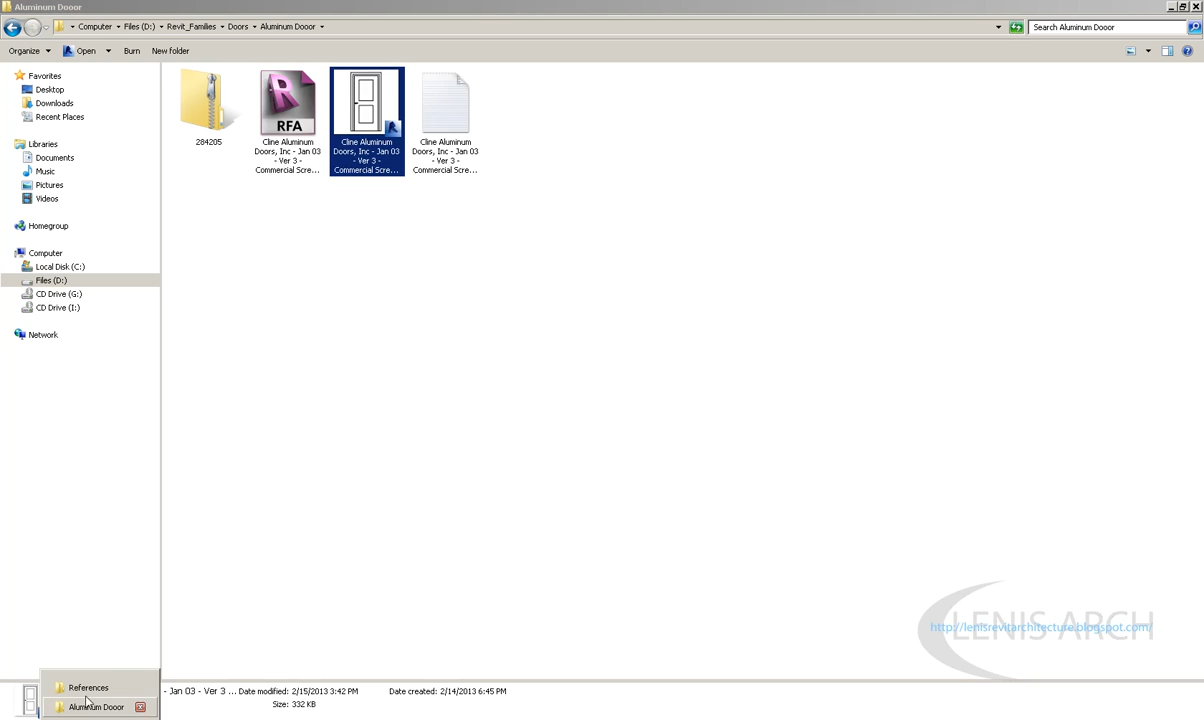 Aluminum Dooor
Computer Files (D:) Revit_Families Doors Aluminum Dooor
Search Aluminum Dooor
Organize Open Burn New folder
Favorites
Desktop
Downloads
Recent Places
Libraries
Documents
Music
Pictures
Videos
Homegroup
Computer
Local Disk (C:)
Files (D:)
CD Drive (G:)
CD Drive (I:)
Network
284205
RFA
Cline Aluminum
Doors, Inc - Jan 03
- Ver 3 -
Commercial Scre...
Cline Aluminum
Doors, Inc - Jan 03
- Ver 3 -
Commercial Scre...
Cline Aluminum
Doors, Inc - Jan 03
- Ver 3 -
Commercial Scre...
LENIS ARCH
http://lenisrevitarchitecture.blogspot.com/
References
Aluminum Dooor
- Jan 03 - Ver 3 ... Date modified: 2/15/2013 3:42 PM Date created: 2/14/2013 6:45 PM
Size: 332 KB